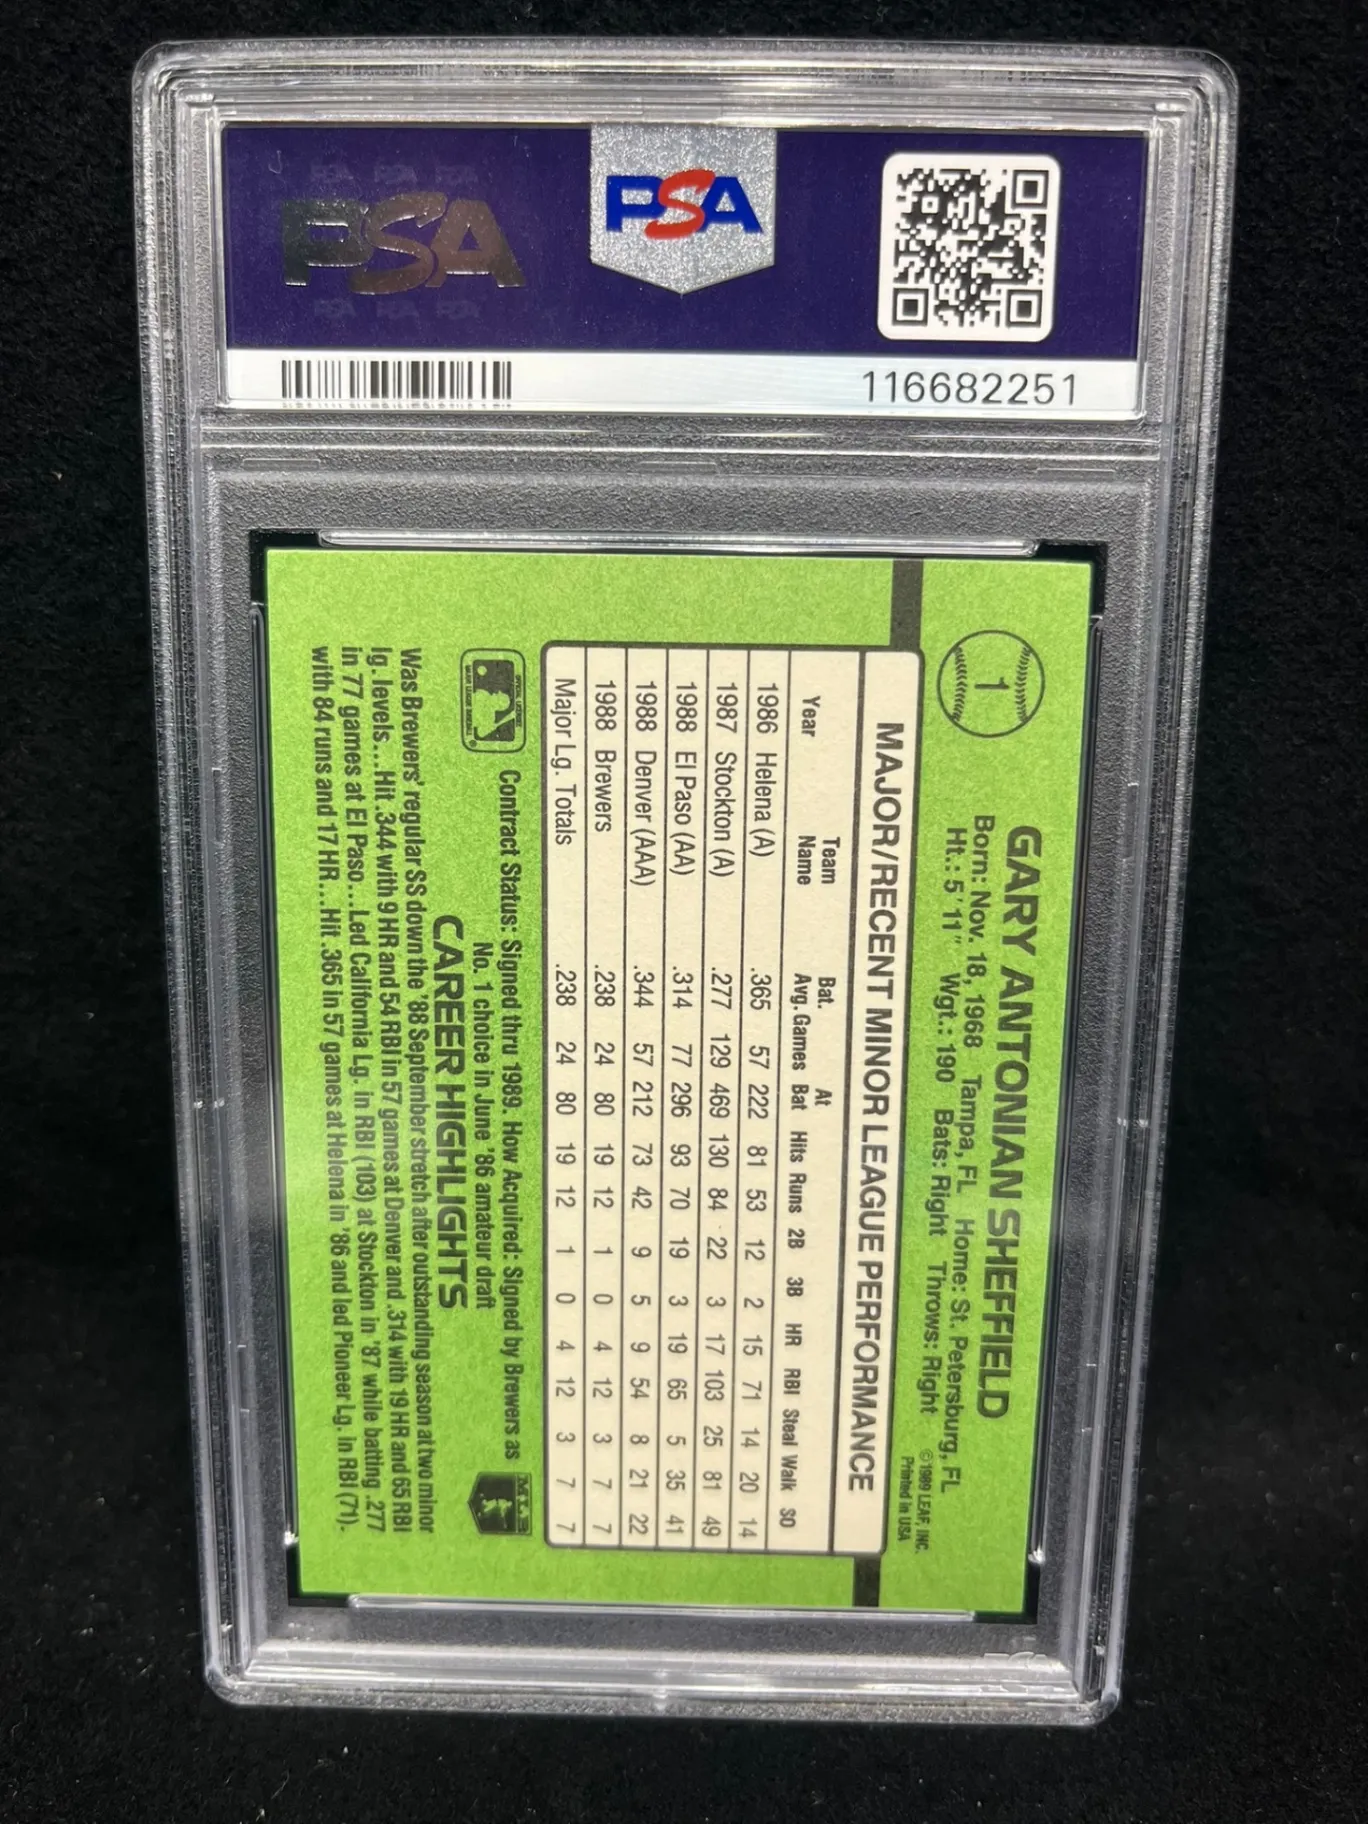 PSA
PSA
116682251
1
GARY ANTONIAN SHEFFIELD
Born: Nov. 18, 1968 Tampa, FL Home: St. Petersburg, FL
Ht.: 5'11" Wgt.: 190 Bats: Right Throws: Right
©1989 LEAF, INC.
Printed in USA
MAJOR/RECENT MINOR LEAGUE PERFORMANCE
Year Team Name Bat. Avg. Games At Bat Hits Runs 2B 3B HR RBI Steal Walk SO
1986 Helena (A) .365 57 222 81 53 12 2 15 71 14 20 14
1987 Stockton (A) .277 129 469 130 84 22 3 17 103 25 81 49
1988 El Paso (AA) .314 77 296 93 70 19 3 19 65 5 35 41
1988 Denver (AAA) .344 57 212 73 42 9 5 9 54 8 21 22
1988 Brewers .238 24 80 19 12 1 0 4 12 3 7 7
Major Lg. Totals .238 24 80 19 12 1 0 4 12 3 7 7
Contract Status: Signed thru 1989. How Acquired: Signed by Brewers as
No. 1 choice in June '86 amateur draft
MLB
CAREER HIGHLIGHTS
Was Brewers' regular SS down the '88 September stretch after outstanding season at two minor
lg. levels...Hit .344 with 9 HR and 54 RBI in 57 games at Denver and .314 with 19 HR and 65 RBI
in 77 games at El Paso...Led California Lg. in RBI (103) at Stockton in '87 while batting .277
with 84 runs and 17 HR...Hit .365 in 57 games at Helena in '86 and led Pioneer Lg. in RBI (71).